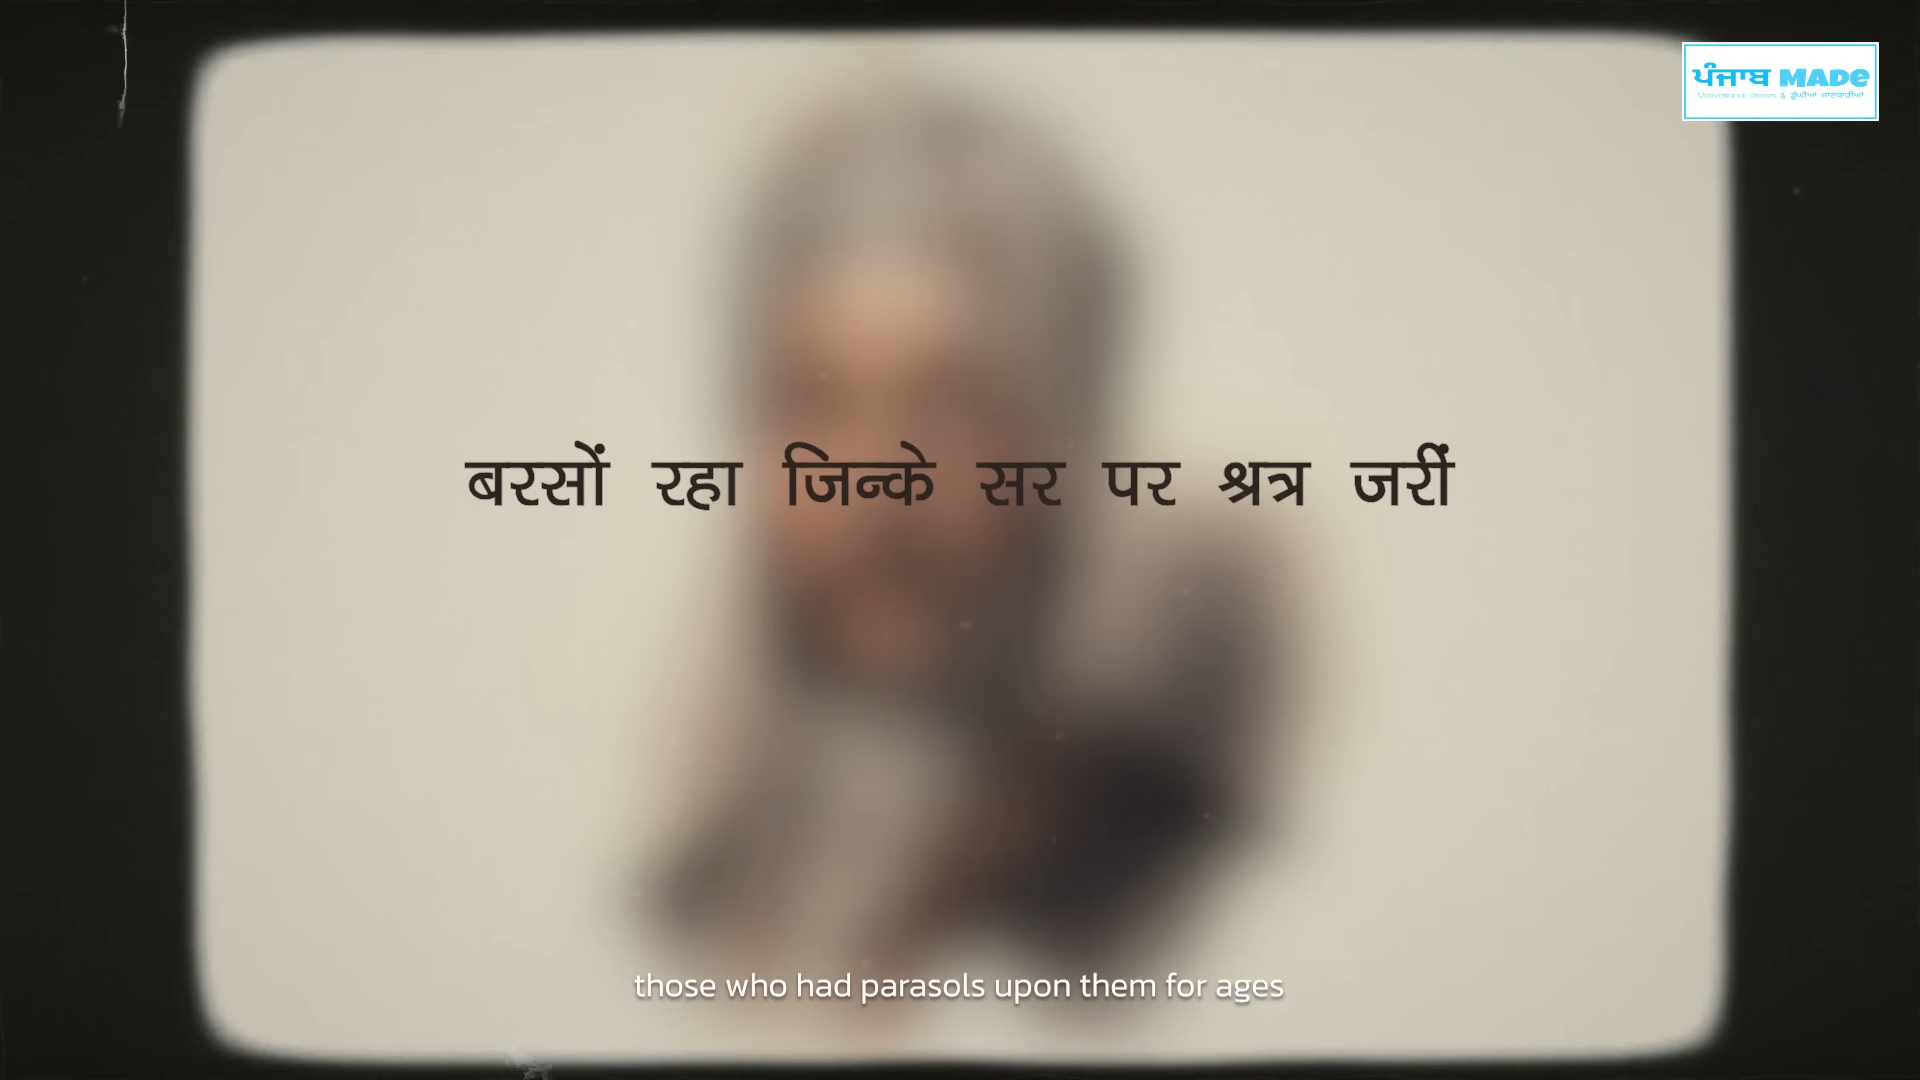 ਪੰਜਾਬ MADe
बरसों रहा जिन्के सर पर श्रत्र जरीं
those who had parasols upon them for ages